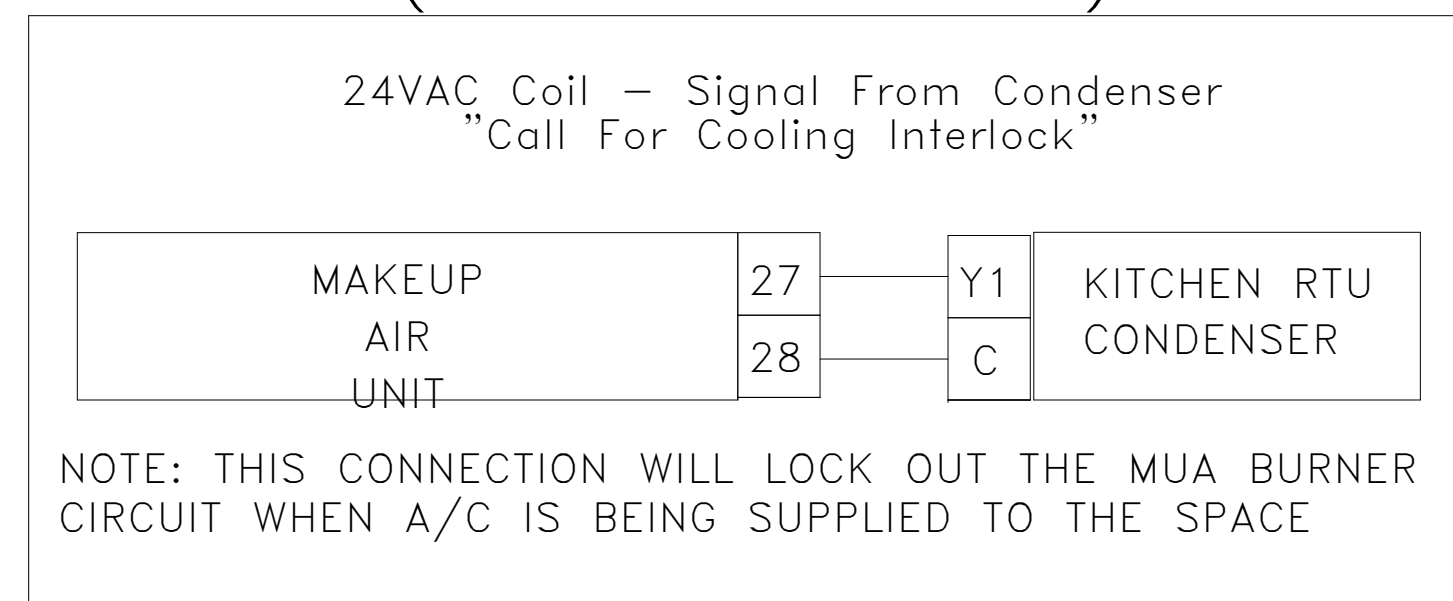 24VAC Coil – Signal From Condenser
"Call For Cooling Interlock"
MAKEUP
AIR
UNIT
27
28
Y1
C
KITCHEN RTU
CONDENSER
NOTE: THIS CONNECTION WILL LOCK OUT THE MUA BURNER
CIRCUIT WHEN A/C IS BEING SUPPLIED TO THE SPACE